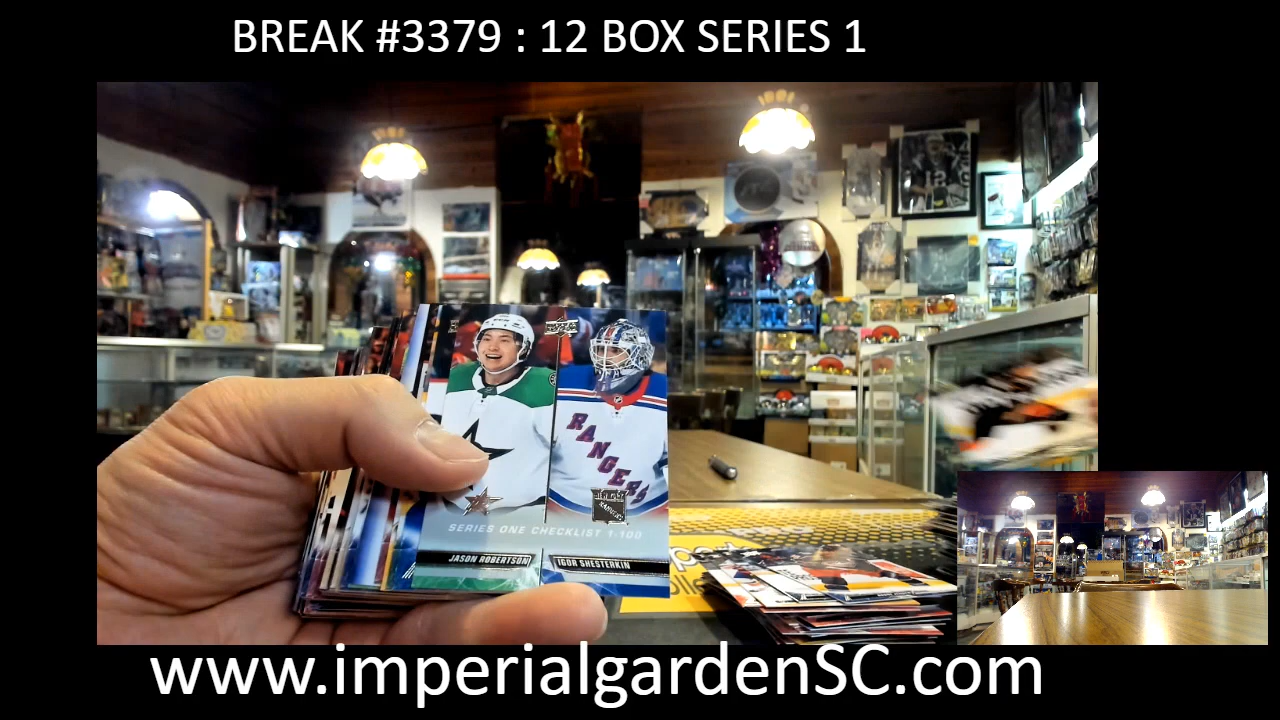 BREAK #3379 : 12 BOX SERIES 1
RANGERS
SERIES ONE CHECKLIST 1-100
JASON ROBERTSON
IGOR SHESTERKIN
www.imperialgardenSC.com